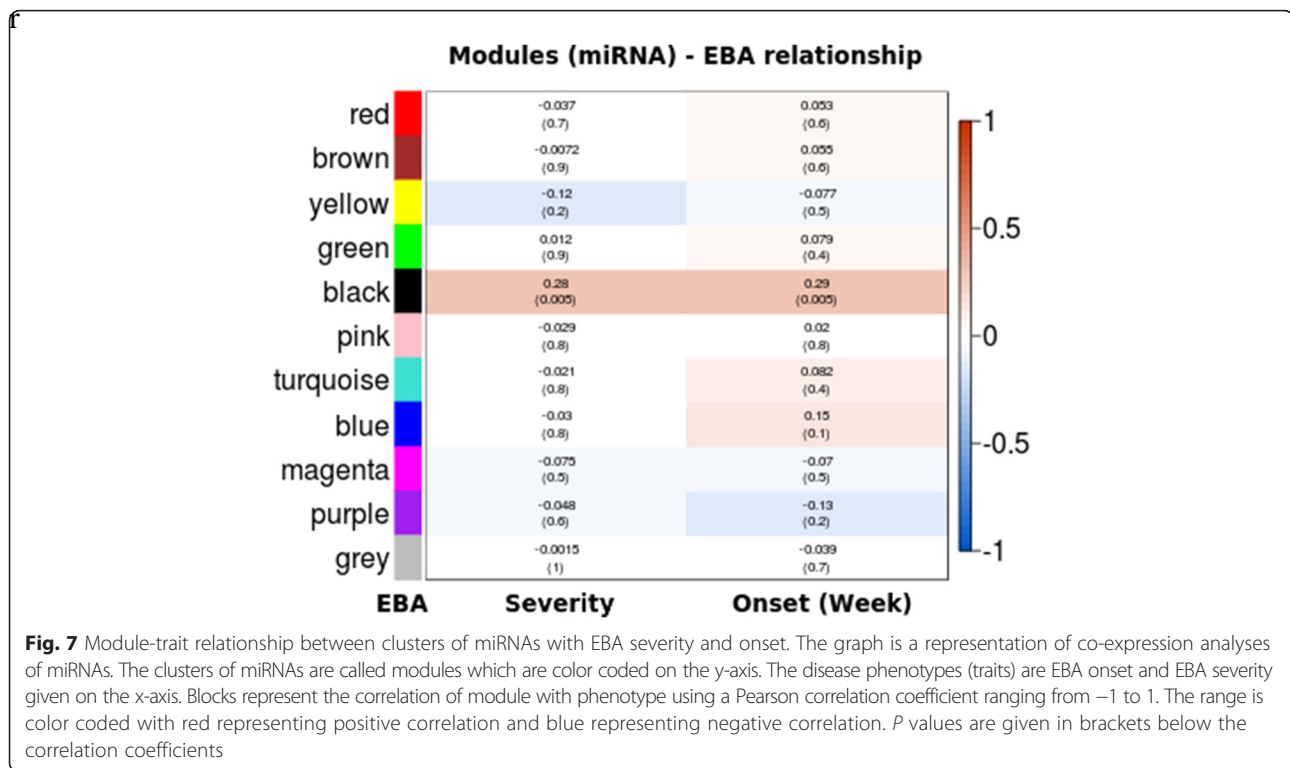 r
Modules (miRNA) - EBA relationship
red -0.037 0.053
(0.7) (0.6)
brown -0.0072 0.055
(0.9) (0.6)
yellow -0.12 -0.077
(0.2) (0.5)
green 0.012 0.079
(0.9) (0.4)
black 0.28 0.29
(0.005) (0.005)
pink -0.029 0.02
(0.8) (0.8)
turquoise -0.021 0.082
(0.8) (0.4)
blue -0.03 0.15
(0.8) (0.1)
magenta -0.075 -0.07
(0.5) (0.5)
purple -0.048 -0.13
(0.6) (0.2)
grey -0.0015 -0.039
(1) (0.7)
1
0.5
0
-0.5
-1
EBA Severity Onset (Week)
Fig. 7 Module-trait relationship between clusters of miRNAs with EBA severity and onset. The graph is a representation of co-expression analyses
of miRNAs. The clusters of miRNAs are called modules which are color coded on the y-axis. The disease phenotypes (traits) are EBA onset and EBA severity
given on the x-axis. Blocks represent the correlation of module with phenotype using a Pearson correlation coefficient ranging from −1 to 1. The range is
color coded with red representing positive correlation and blue representing negative correlation. P values are given in brackets below the
correlation coefficients